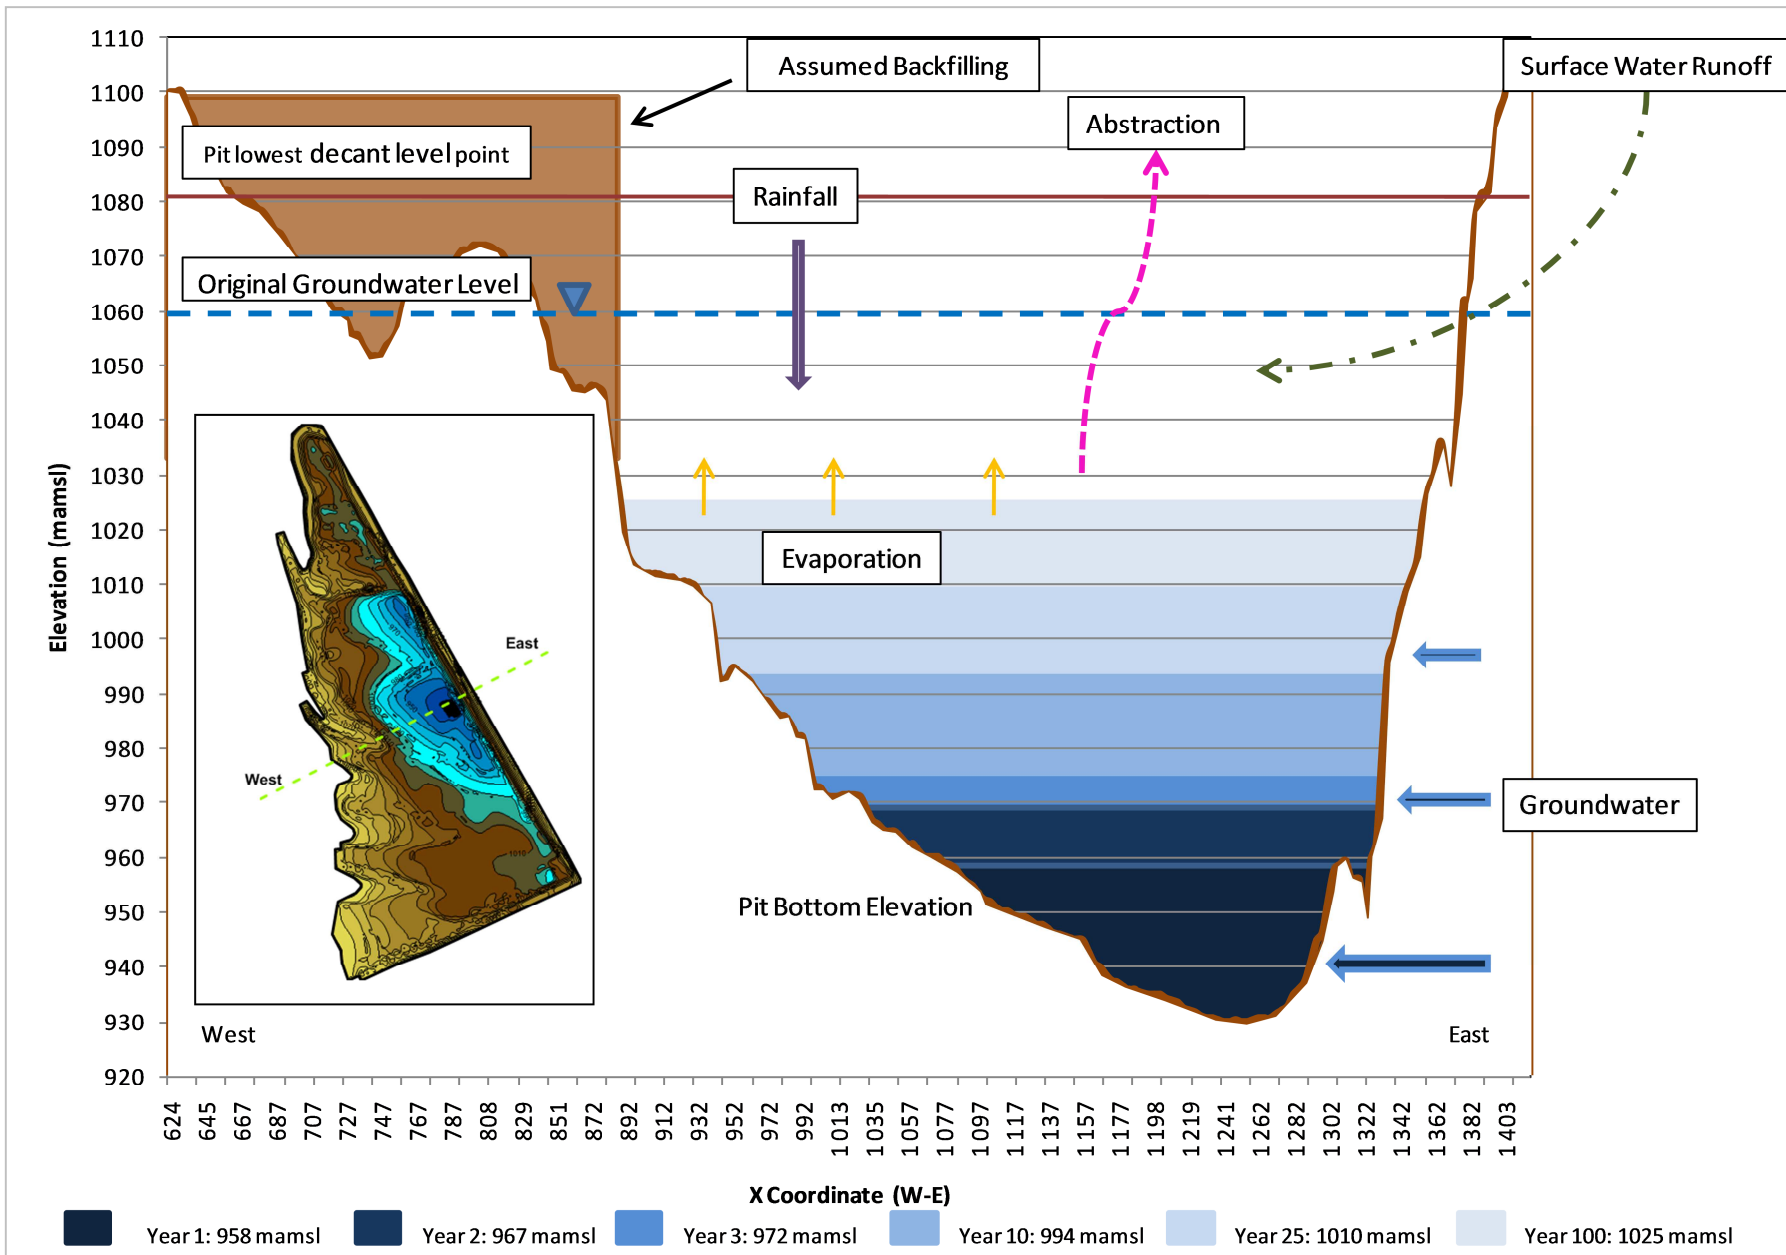 1110
Assumed Backfilling
Surface Water Runoff
1100
Abstraction
1090
Pit lowest decant level point
1080
Rainfall
1070
Original Groundwater Level
1060
1050
1040
1030
1020
Evaporation
1010
1000
990
980
970
960
950
940
930
920
Elevation (mamsl)
970
980
950
1010
East
West
Groundwater
Pit Bottom Elevation
West
East
624 645 667 687 707 727 747 767 787 808 829 851 872 892 912 932 952 972 992 1013 1035 1057 1077 1097 1117 1137 1157 1177 1198 1219 1241 1262 1282 1302 1322 1342 1362 1382 1403
X Coordinate (W-E)
Year 1: 958 mamsl Year 2: 967 mamsl Year 3: 972 mamsl Year 10: 994 mamsl Year 25: 1010 mamsl Year 100: 1025 mamsl